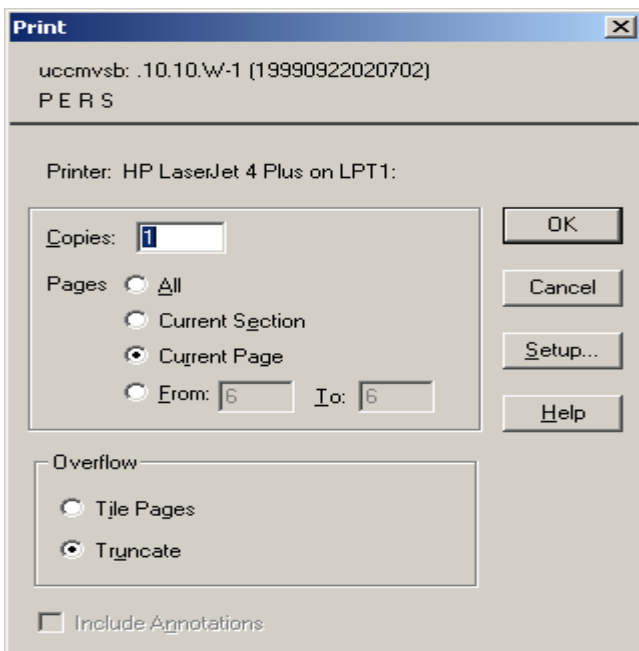 Print
uccmvsb: .10.10.W-1 (19990922020702)
P E R S
Printer: HP LaserJet 4 Plus on LPT1:
Copies: 1
OK
Pages All
Cancel
Current Section
Current Page
Setup...
From: 6 To: 6
Help
Overflow
Tile Pages
Truncate
Include Annotations